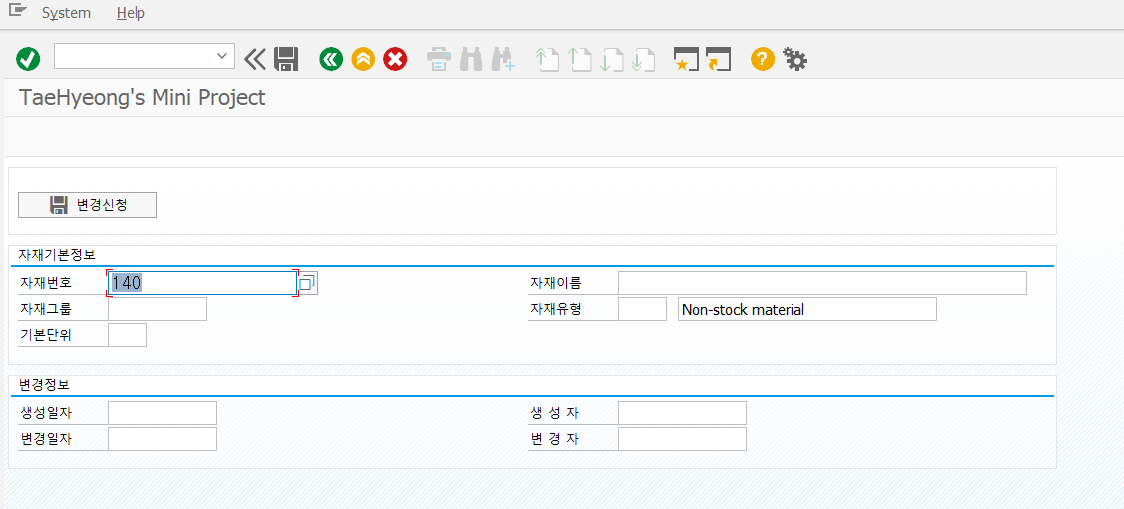 System Help
TaeHyeong's Mini Project
변경신청
자재기본정보
자재번호 140 자재이름
자재그룹 자재유형 Non-stock material
기본단위
변경정보
생성일자 생 성 자
변경일자 변 경 자